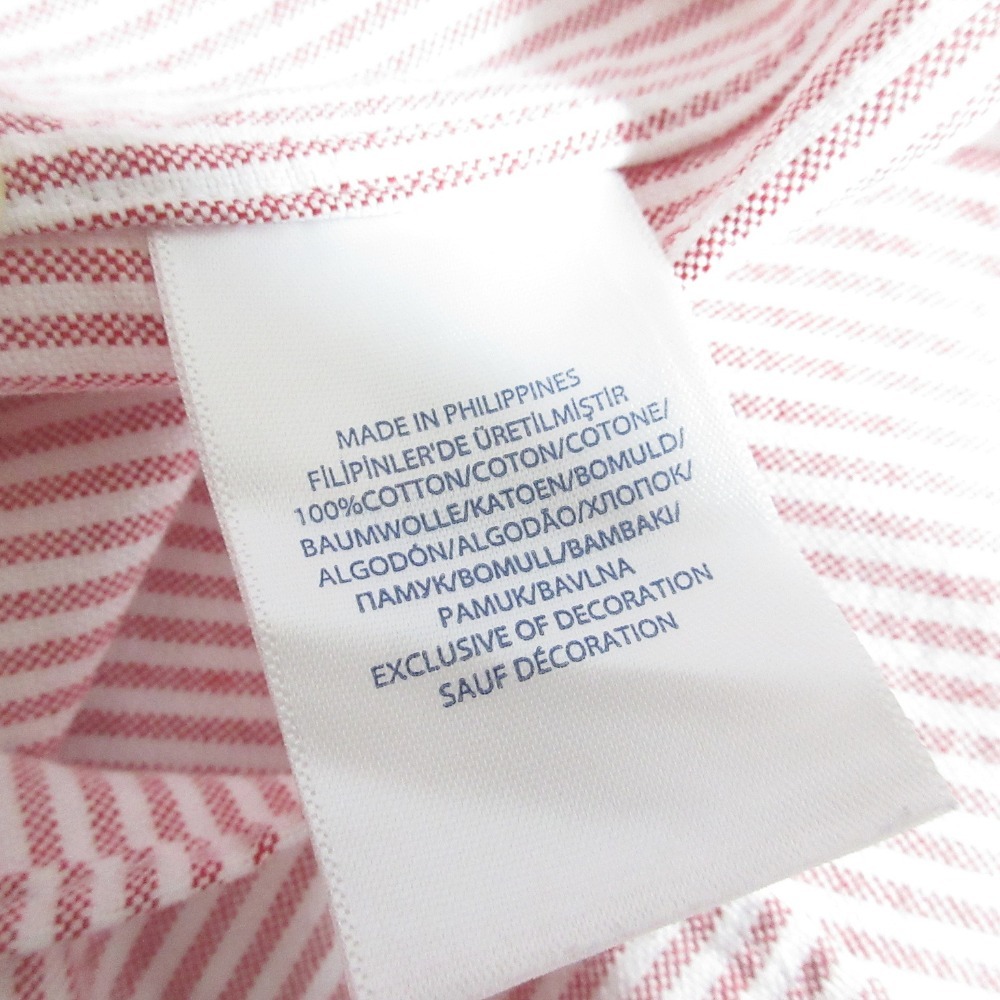 MADE IN PHILIPPINES
FİLİPİNLER'DE ÜRETİLMİŞTİR
100%COTTON/COTON/COTONE/
BAUMWOLLE/KATOEN/BOMULD/
ALGODÓN/ALGODÃO/ХЛОПОК/
ПАМУК/BOMULL/BAMBAKI/
PAMUK/BAVLNA
EXCLUSIVE OF DECORATION
SAUF DÉCORATION